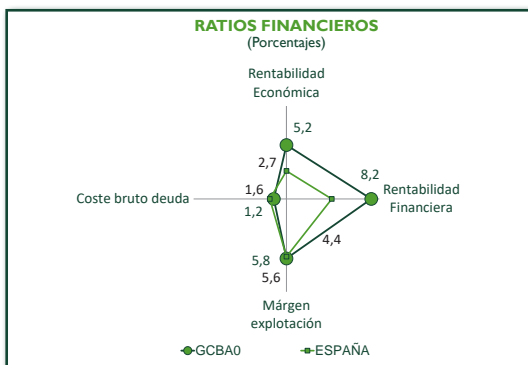 RATIOS FINANCIEROS
(Porcentajes)
Rentabilidad
Económica
5,2
2,7
8,2
Coste bruto deuda
1,6
1,2
Rentabilidad
Financiera
4,4
5,8
5,6
Márgen
explotación
GCBA0
ESPAÑA